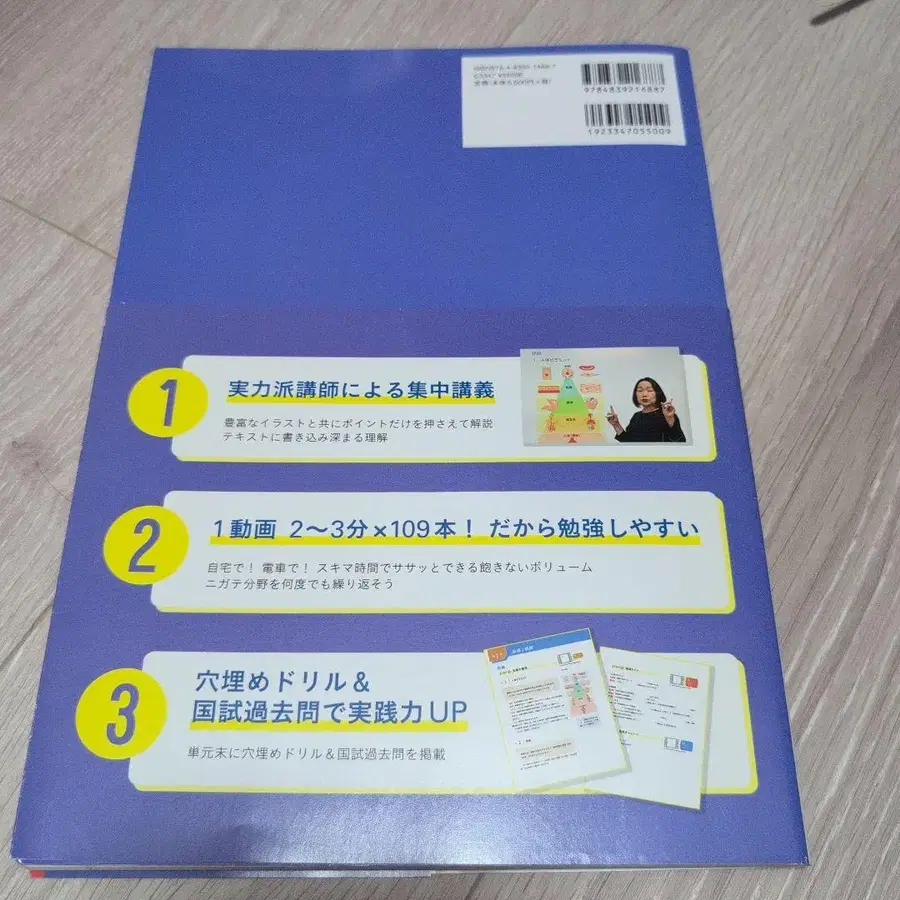 9784839216887
1923347055009
1
実力派講師による集中講義
豊富なイラストと共にポイントだけを押さえて解説
テキストに書き込み深まる理解
2
1動画 2〜3分×109本! だから勉強しやすい
自宅で! 電車で! スキマ時間でササッとできる飽きないボリューム
ニガテ分野を何度でも繰り返そう
3
穴埋めドリル&
国試過去問で実践力UP
単元末に穴埋めドリル&国試過去問を掲載